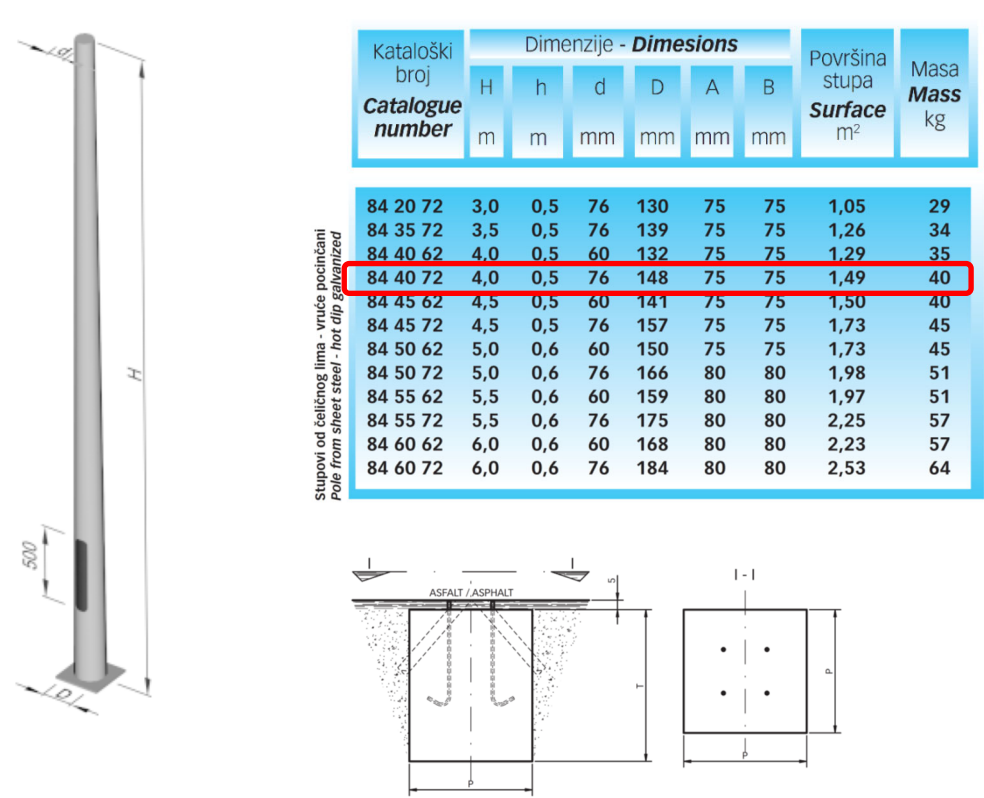 d
H
500
D
Kataloški
broj
Catalogue
number
Dimenzije - Dimesions
H h d D A B
m m mm mm mm mm
Površina
stupa
Surface
m²
Masa
Mass
kg
Stupovi od čeličnog lima - vruće pocinčani
Pole from sheet steel - hot dip galvanized
84 20 72 3,0 0,5 76 130 75 75 1,05 29
84 35 72 3,5 0,5 76 139 75 75 1,26 34
84 40 62 4,0 0,5 60 132 75 75 1,29 35
84 40 72 4,0 0,5 76 148 75 75 1,49 40
84 45 62 4,5 0,5 60 141 75 75 1,50 40
84 45 72 4,5 0,5 76 157 75 75 1,73 45
84 50 62 5,0 0,6 60 150 75 75 1,73 45
84 50 72 5,0 0,6 76 166 80 80 1,98 51
84 55 62 5,5 0,6 60 159 80 80 1,97 51
84 55 72 5,5 0,6 76 175 80 80 2,25 57
84 60 62 6,0 0,6 60 168 80 80 2,23 57
84 60 72 6,0 0,6 76 184 80 80 2,53 64
I I
ASFALT / ASPHALT
5
T
P
I - I
P
P